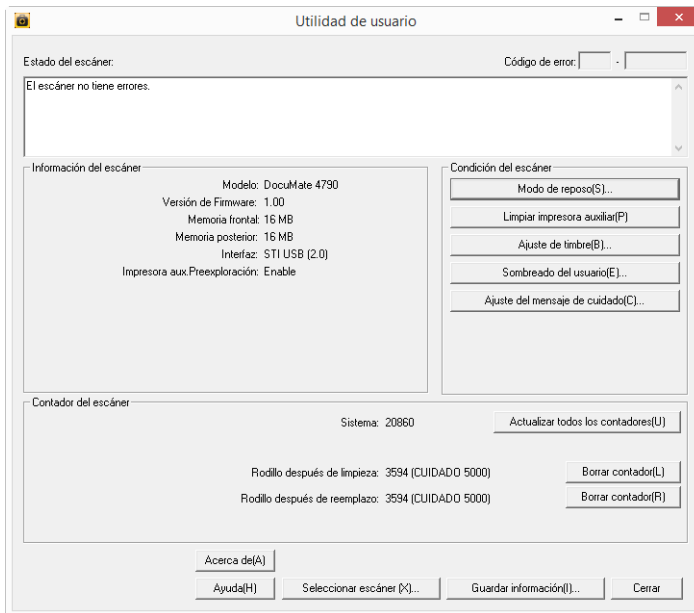 Utilidad de usuario
Estado del escáner:
Código de error: -
El escáner no tiene errores.
Información del escáner
Modelo: DocuMate 4790
Versión de Firmware: 1.00
Memoria frontal: 16 MB
Memoria posterior: 16 MB
Interfaz: STI USB (2.0)
Impresora aux.Preexploración: Enable
Condición del escáner
Modo de reposo(S)...
Limpiar impresora auxiliar(P)
Ajuste de timbre(B)...
Sombreado del usuario(E)...
Ajuste del mensaje de cuidado(C)...
Contador del escáner
Sistema: 20860
Actualizar todos los contadores(U)
Rodillo después de limpieza: 3594 (CUIDADO 5000)
Borrar contador(L)
Rodillo después de reemplazo: 3594 (CUIDADO 5000)
Borrar contador(R)
Acerca de(A)
Ayuda(H)
Seleccionar escáner (X)...
Guardar información(I)...
Cerrar